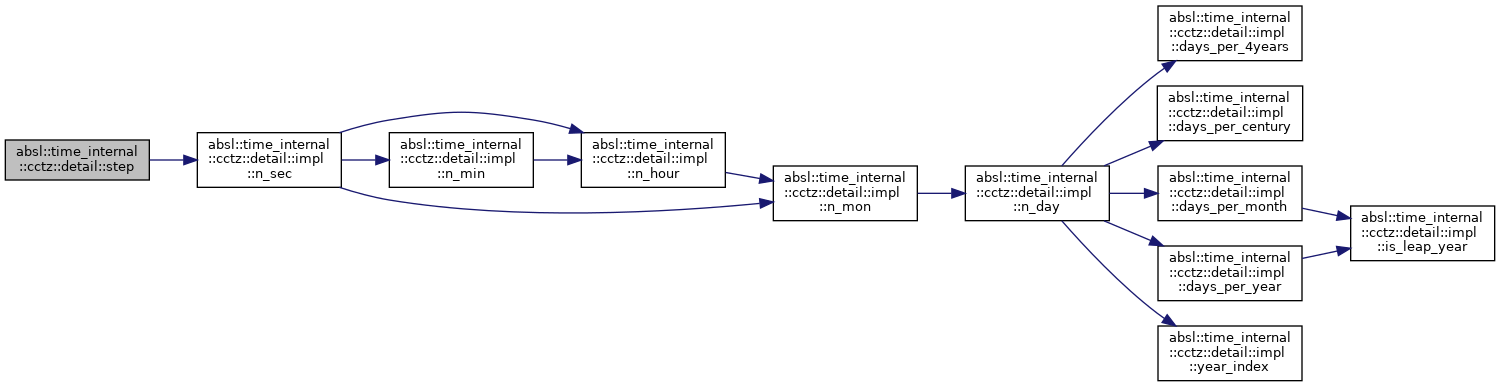 absl::time_internal
::cctz::detail::step
absl::time_internal
::cctz::detail::impl
::n_sec
absl::time_internal
::cctz::detail::impl
::n_min
absl::time_internal
::cctz::detail::impl
::n_hour
absl::time_internal
::cctz::detail::impl
::n_mon
absl::time_internal
::cctz::detail::impl
::n_day
absl::time_internal
::cctz::detail::impl
::days_per_4years
absl::time_internal
::cctz::detail::impl
::days_per_century
absl::time_internal
::cctz::detail::impl
::days_per_month
absl::time_internal
::cctz::detail::impl
::days_per_year
absl::time_internal
::cctz::detail::impl
::year_index
absl::time_internal
::cctz::detail::impl
::is_leap_year